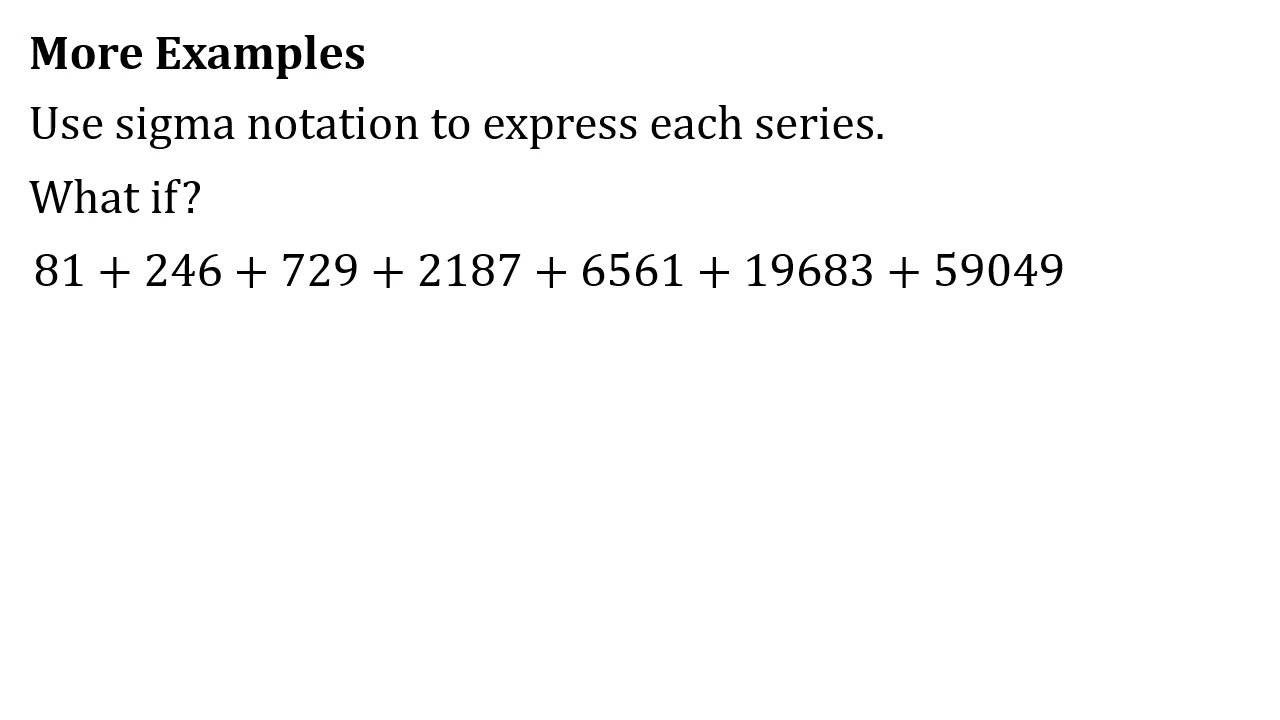 More Examples
Use sigma notation to express each series.
What if?
81 + 246 + 729 + 2187 + 6561 + 19683 + 59049